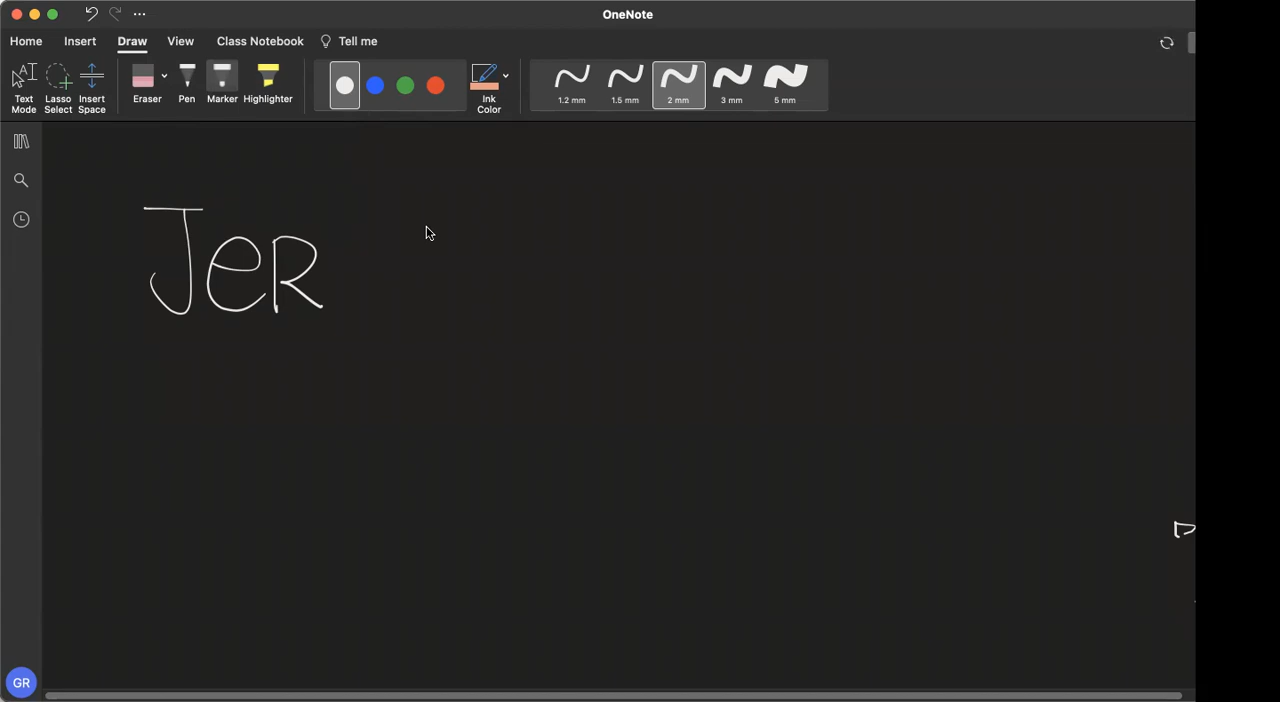 OneNote
Home Insert Draw View Class Notebook Tell me
Text Mode Lasso Select Insert Space Eraser Pen Marker Highlighter Ink Color 1.2 mm 1.5 mm 2 mm 3 mm 5 mm
JeR
GR